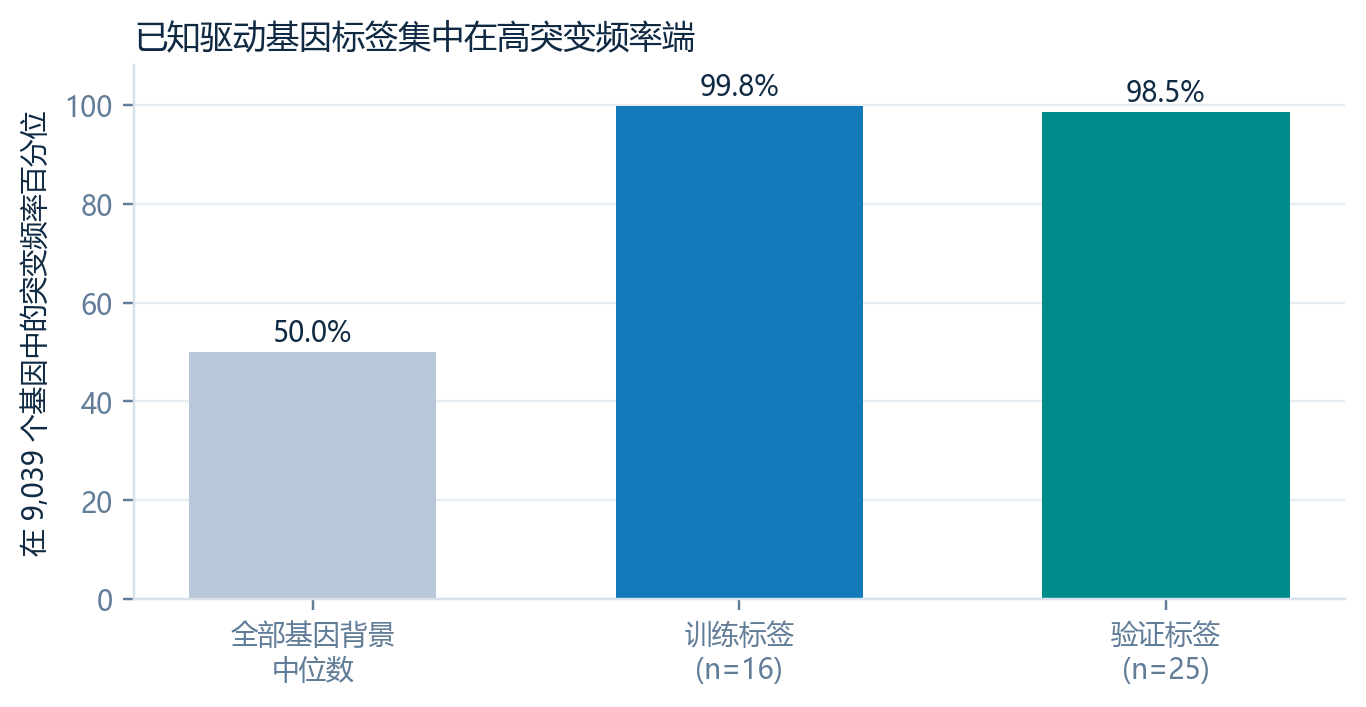 已知驱动基因标签集中在高突变频率端
在 9,039 个基因中的突变频率百分位
100
80
60
40
20
0
50.0%
99.8%
98.5%
全部基因背景
中位数
训练标签
(n=16)
验证标签
(n=25)